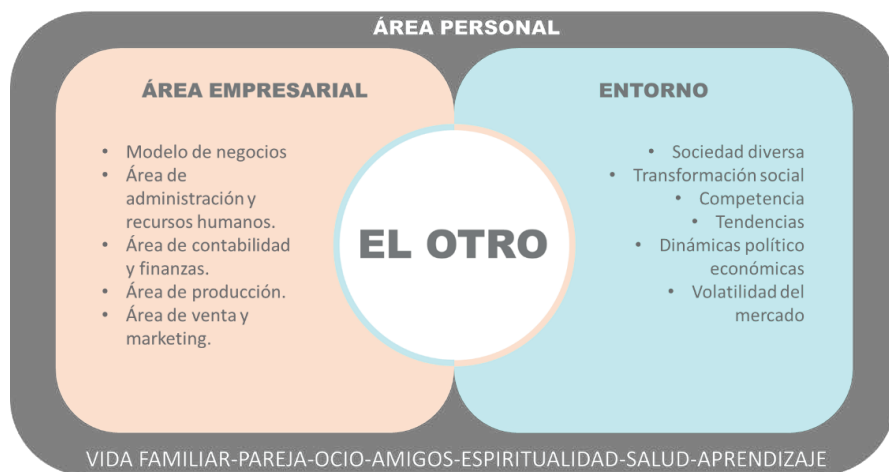 ÁREA PERSONAL
ÁREA EMPRESARIAL
• Modelo de negocios
• Área de
administración y
recursos humanos.
• Área de contabilidad
y finanzas.
• Área de producción.
• Área de venta y
marketing.
EL OTRO
ENTORNO
• Sociedad diversa
• Transformación social
• Competencia
• Tendencias
• Dinámicas político
económicas
• Volatilidad del
mercado
VIDA FAMILIAR-PAREJA-OCIO-AMIGOS-ESPIRITUALIDAD-SALUD-APRENDIZAJE